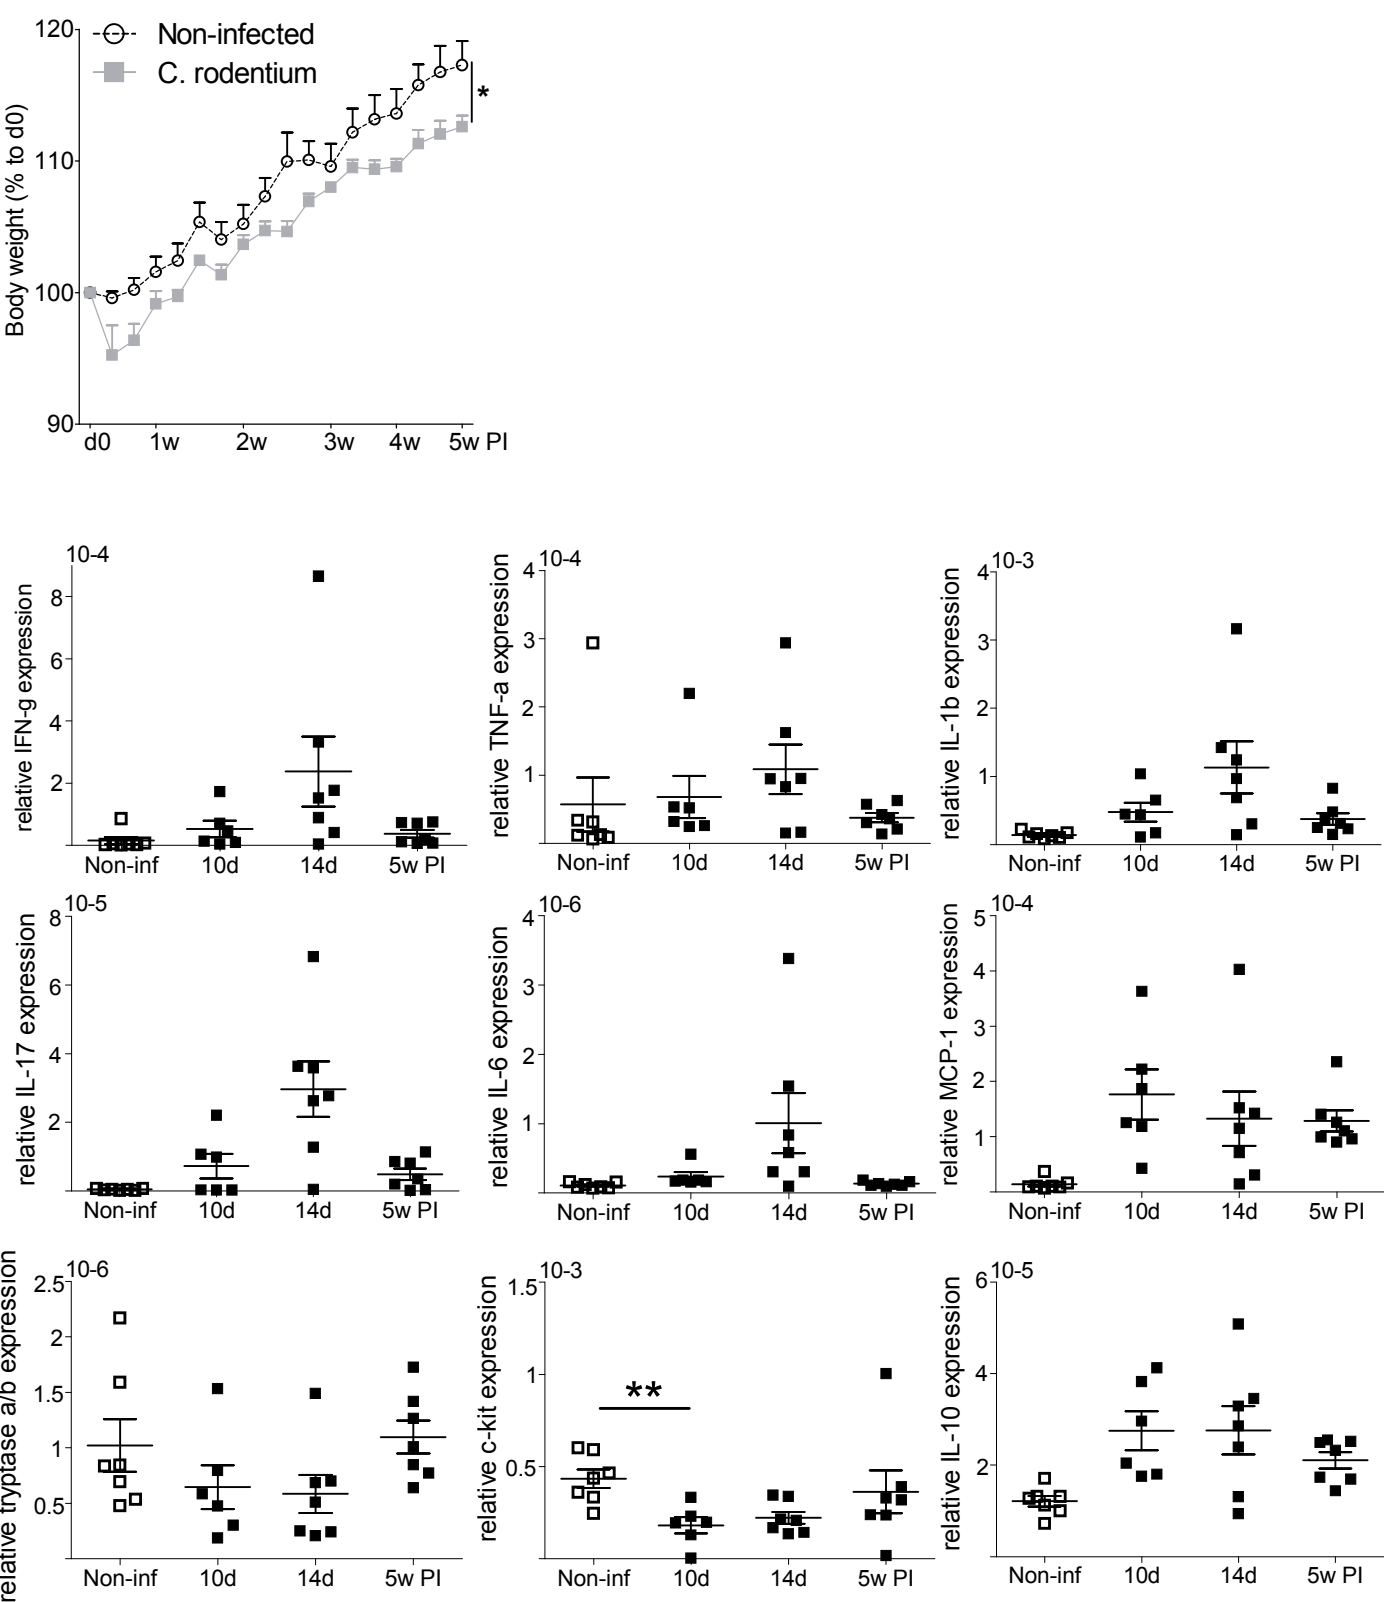 Non-infected
C. rodentium
Body weight (% to d0)
120
110
100
90
*
d0 1w 2w 3w 4w 5w PI
relative IFN-g expression
10-4
8
6
4
2
Non-inf 10d 14d 5w PI
relative TNF-a expression
10-4
4
3
2
1
Non-inf 10d 14d 5w PI
relative IL-1b expression
10-3
4
3
2
1
Non-inf 10d 14d 5w PI
relative IL-17 expression
10-5
8
6
4
2
Non-inf 10d 14d 5w PI
relative IL-6 expression
10-6
4
3
2
1
Non-inf 10d 14d 5w PI
relative MCP-1 expression
10-4
5
4
3
2
1
Non-inf 10d 14d 5w PI
relative tryptase a/b expression
10-6
2.5
2
1.5
1
0.5
Non-inf 10d 14d 5w PI
relative c-kit expression
10-3
1.5
1
0.5
**
Non-inf 10d 14d 5w PI
relative IL-10 expression
10-5
6
4
2
Non-inf 10d 14d 5w PI